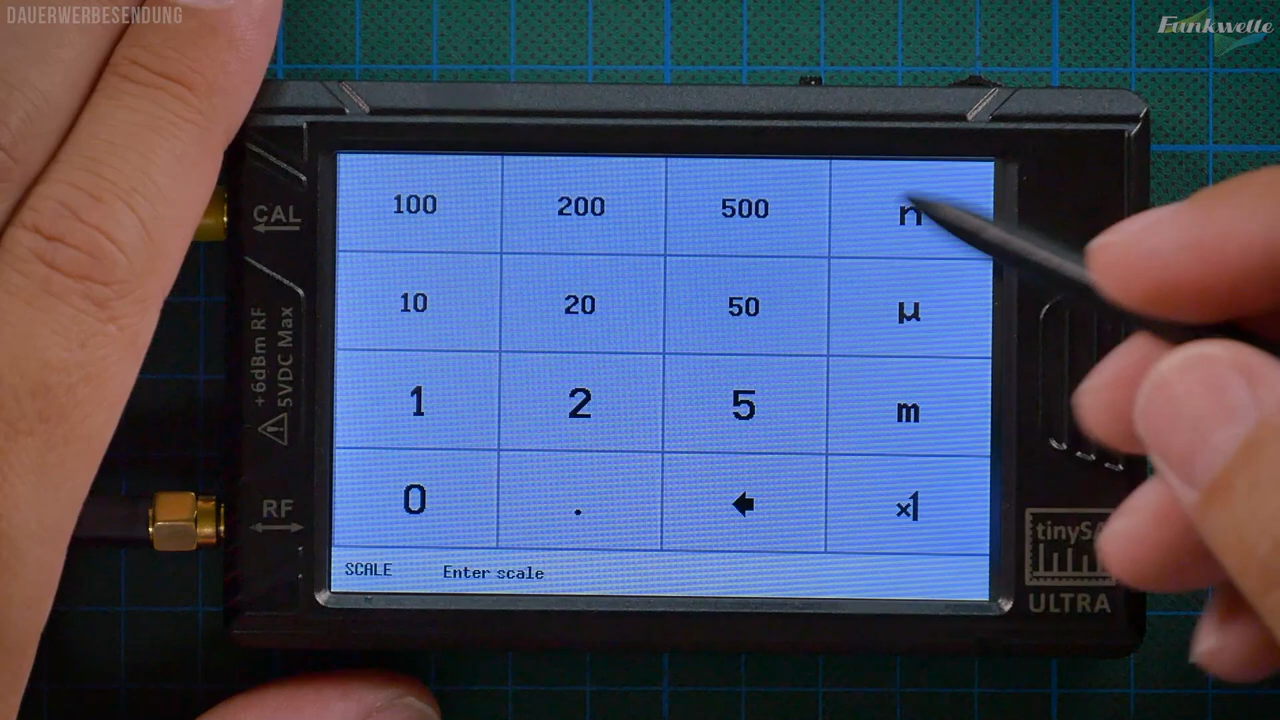 DAUERWERBESENDUNG
Funkwelle
CAL
+6dBm RF
5VDC Max
RF
100 200 500 n
10 20 50 µ
1 2 5 m
0 . x1
SCALE Enter scale
tinySA
ULTRA